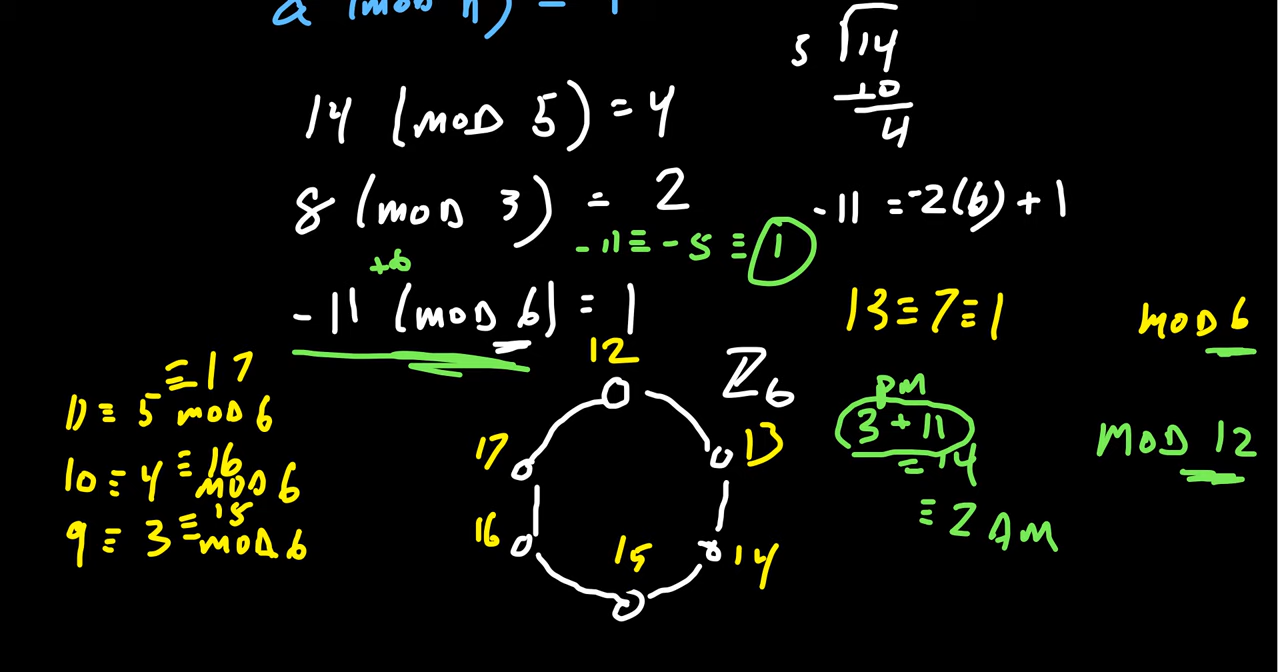 a (mod n) = r
5 √14
-10
4
14 (mod 5) = 4
8 (mod 3) = 2
-11 = -2(6) + 1
-11 ≡ -5 ≡ 1
+6
-11 (mod 6) = 1
13 ≡ 7 ≡ 1 mod 6
12
Z6
≡ 17
11 ≡ 5 mod 6
≡ 16
10 ≡ 4 mod 6
≡ 15
9 ≡ 3 mod 6
17
13
16
14
15
PM
3 + 11 MOD 12
≡ 14
≡ 2 AM